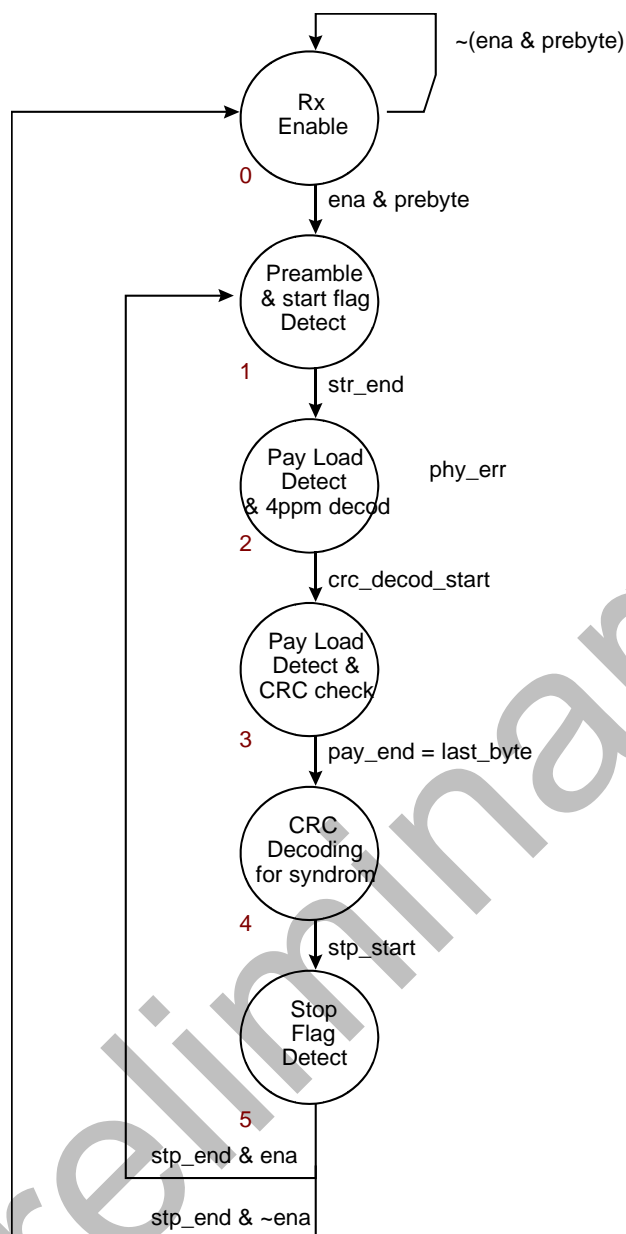 ~(ena & prebyte)
Rx
Enable
0
ena & prebyte
Preamble
& start flag
Detect
1
str_end
Pay Load
Detect
& 4ppm decod
phy_err
2
crc_decod_start
Pay Load
Detect &
CRC check
3
pay_end = last_byte
CRC
Decoding
for syndrom
4
stp_start
Stop
Flag
Detect
5
stp_end & ena
stp_end & ~ena